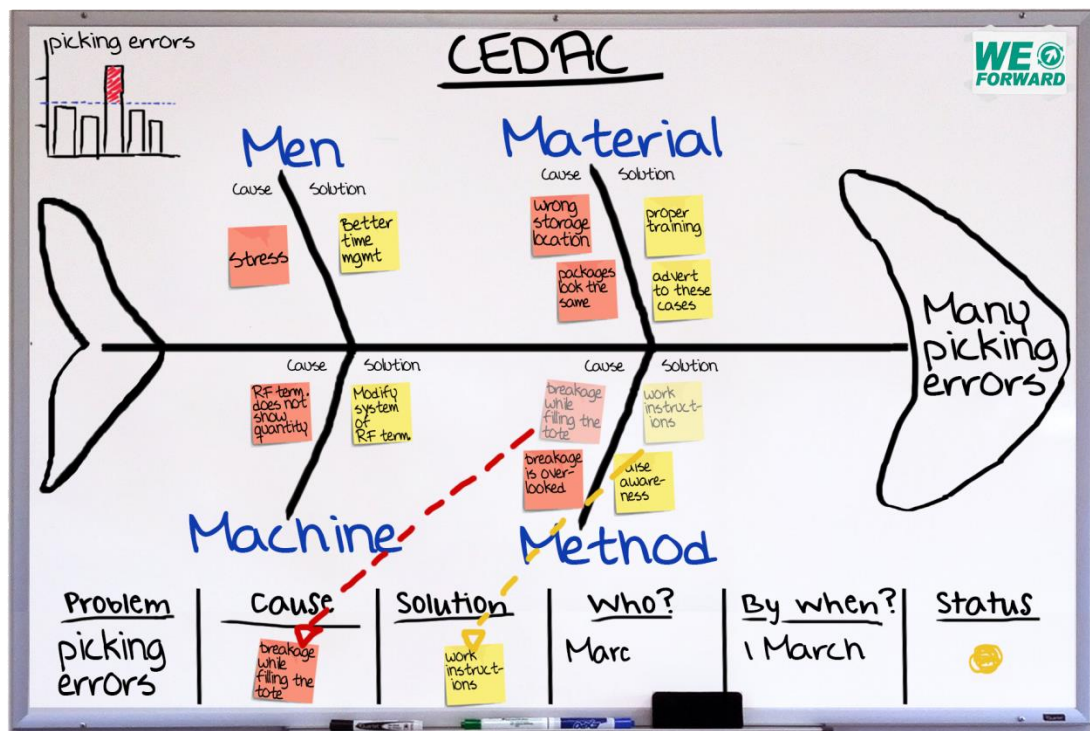 picking errors
CEDAC
WE
FORWARD
Men
Cause
Solution
Stress
Better
time
mgmt
Material
Cause
Solution
wrong
storage
location
proper
training
packages
look the
same
advert
to these
cases
Many
picking
errors
Cause
Solution
RF term.
does not
show
quantity
Modify
system
of
RF term.
Machine
Cause
Solution
breakage
while
filling the
tote
work
instruct-
ions
breakage
is over-
looked
aware-
ness
Method
Problem
picking
errors
Cause
breakage
while
filling the
tote
Solution
work
instruct-
ions
Who?
Marc
By when?
1 March
Status